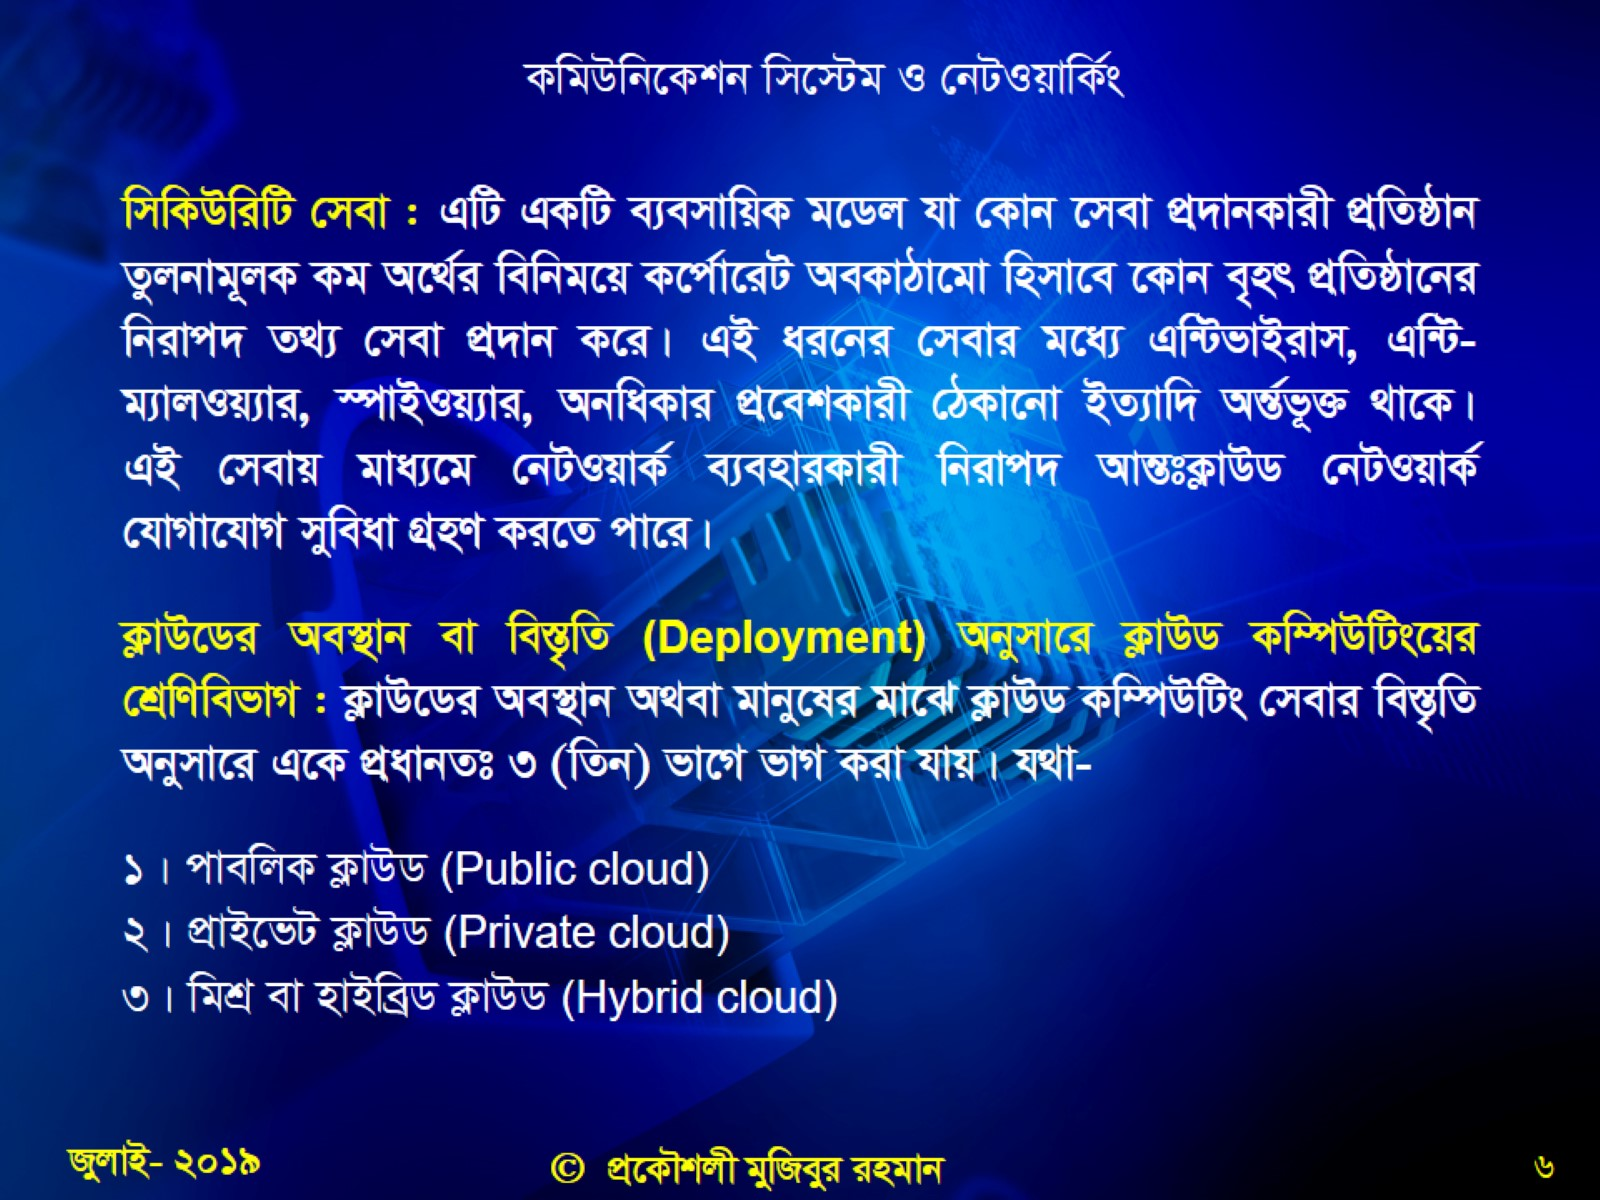 কমিউনিকেশন সিস্টেম ও নেটওয়ার্কিং
সিকিউরিটি সেবা : এটি একটি ব্যবসায়িক মডেল যা কোন সেবা প্রদানকারী প্রতিষ্ঠান
তুলনামূলক কম অর্থের বিনিময়ে কর্পোরেট অবকাঠামো হিসাবে কোন বৃহৎ প্রতিষ্ঠানের
নিরাপদ তথ্য সেবা প্রদান করে। এই ধরনের সেবার মধ্যে এন্টিভাইরাস, এন্টি-
ম্যালওয়্যার, স্পাইওয়্যার, অনধিকার প্রবেশকারী ঠেকানো ইত্যাদি অর্ন্তভূক্ত থাকে।
এই সেবায় মাধ্যমে নেটওয়ার্ক ব্যবহারকারী নিরাপদ আন্তঃক্লাউড নেটওয়ার্ক
যোগাযোগ সুবিধা গ্রহণ করতে পারে।
ক্লাউডের অবস্থান বা বিস্তৃতি (Deployment) অনুসারে ক্লাউড কম্পিউটিংয়ের
শ্রেণিবিভাগ : ক্লাউডের অবস্থান অথবা মানুষের মাঝে ক্লাউড কম্পিউটিং সেবার বিস্তৃতি
অনুসারে একে প্রধানতঃ ৩ (তিন) ভাগে ভাগ করা যায়। যথা-
১। পাবলিক ক্লাউড (Public cloud)
২। প্রাইভেট ক্লাউড (Private cloud)
৩। মিশ্র বা হাইব্রিড ক্লাউড (Hybrid cloud)
জুলাই- ২০১৯
© প্রকৌশলী মুজিবুর রহমান
৬